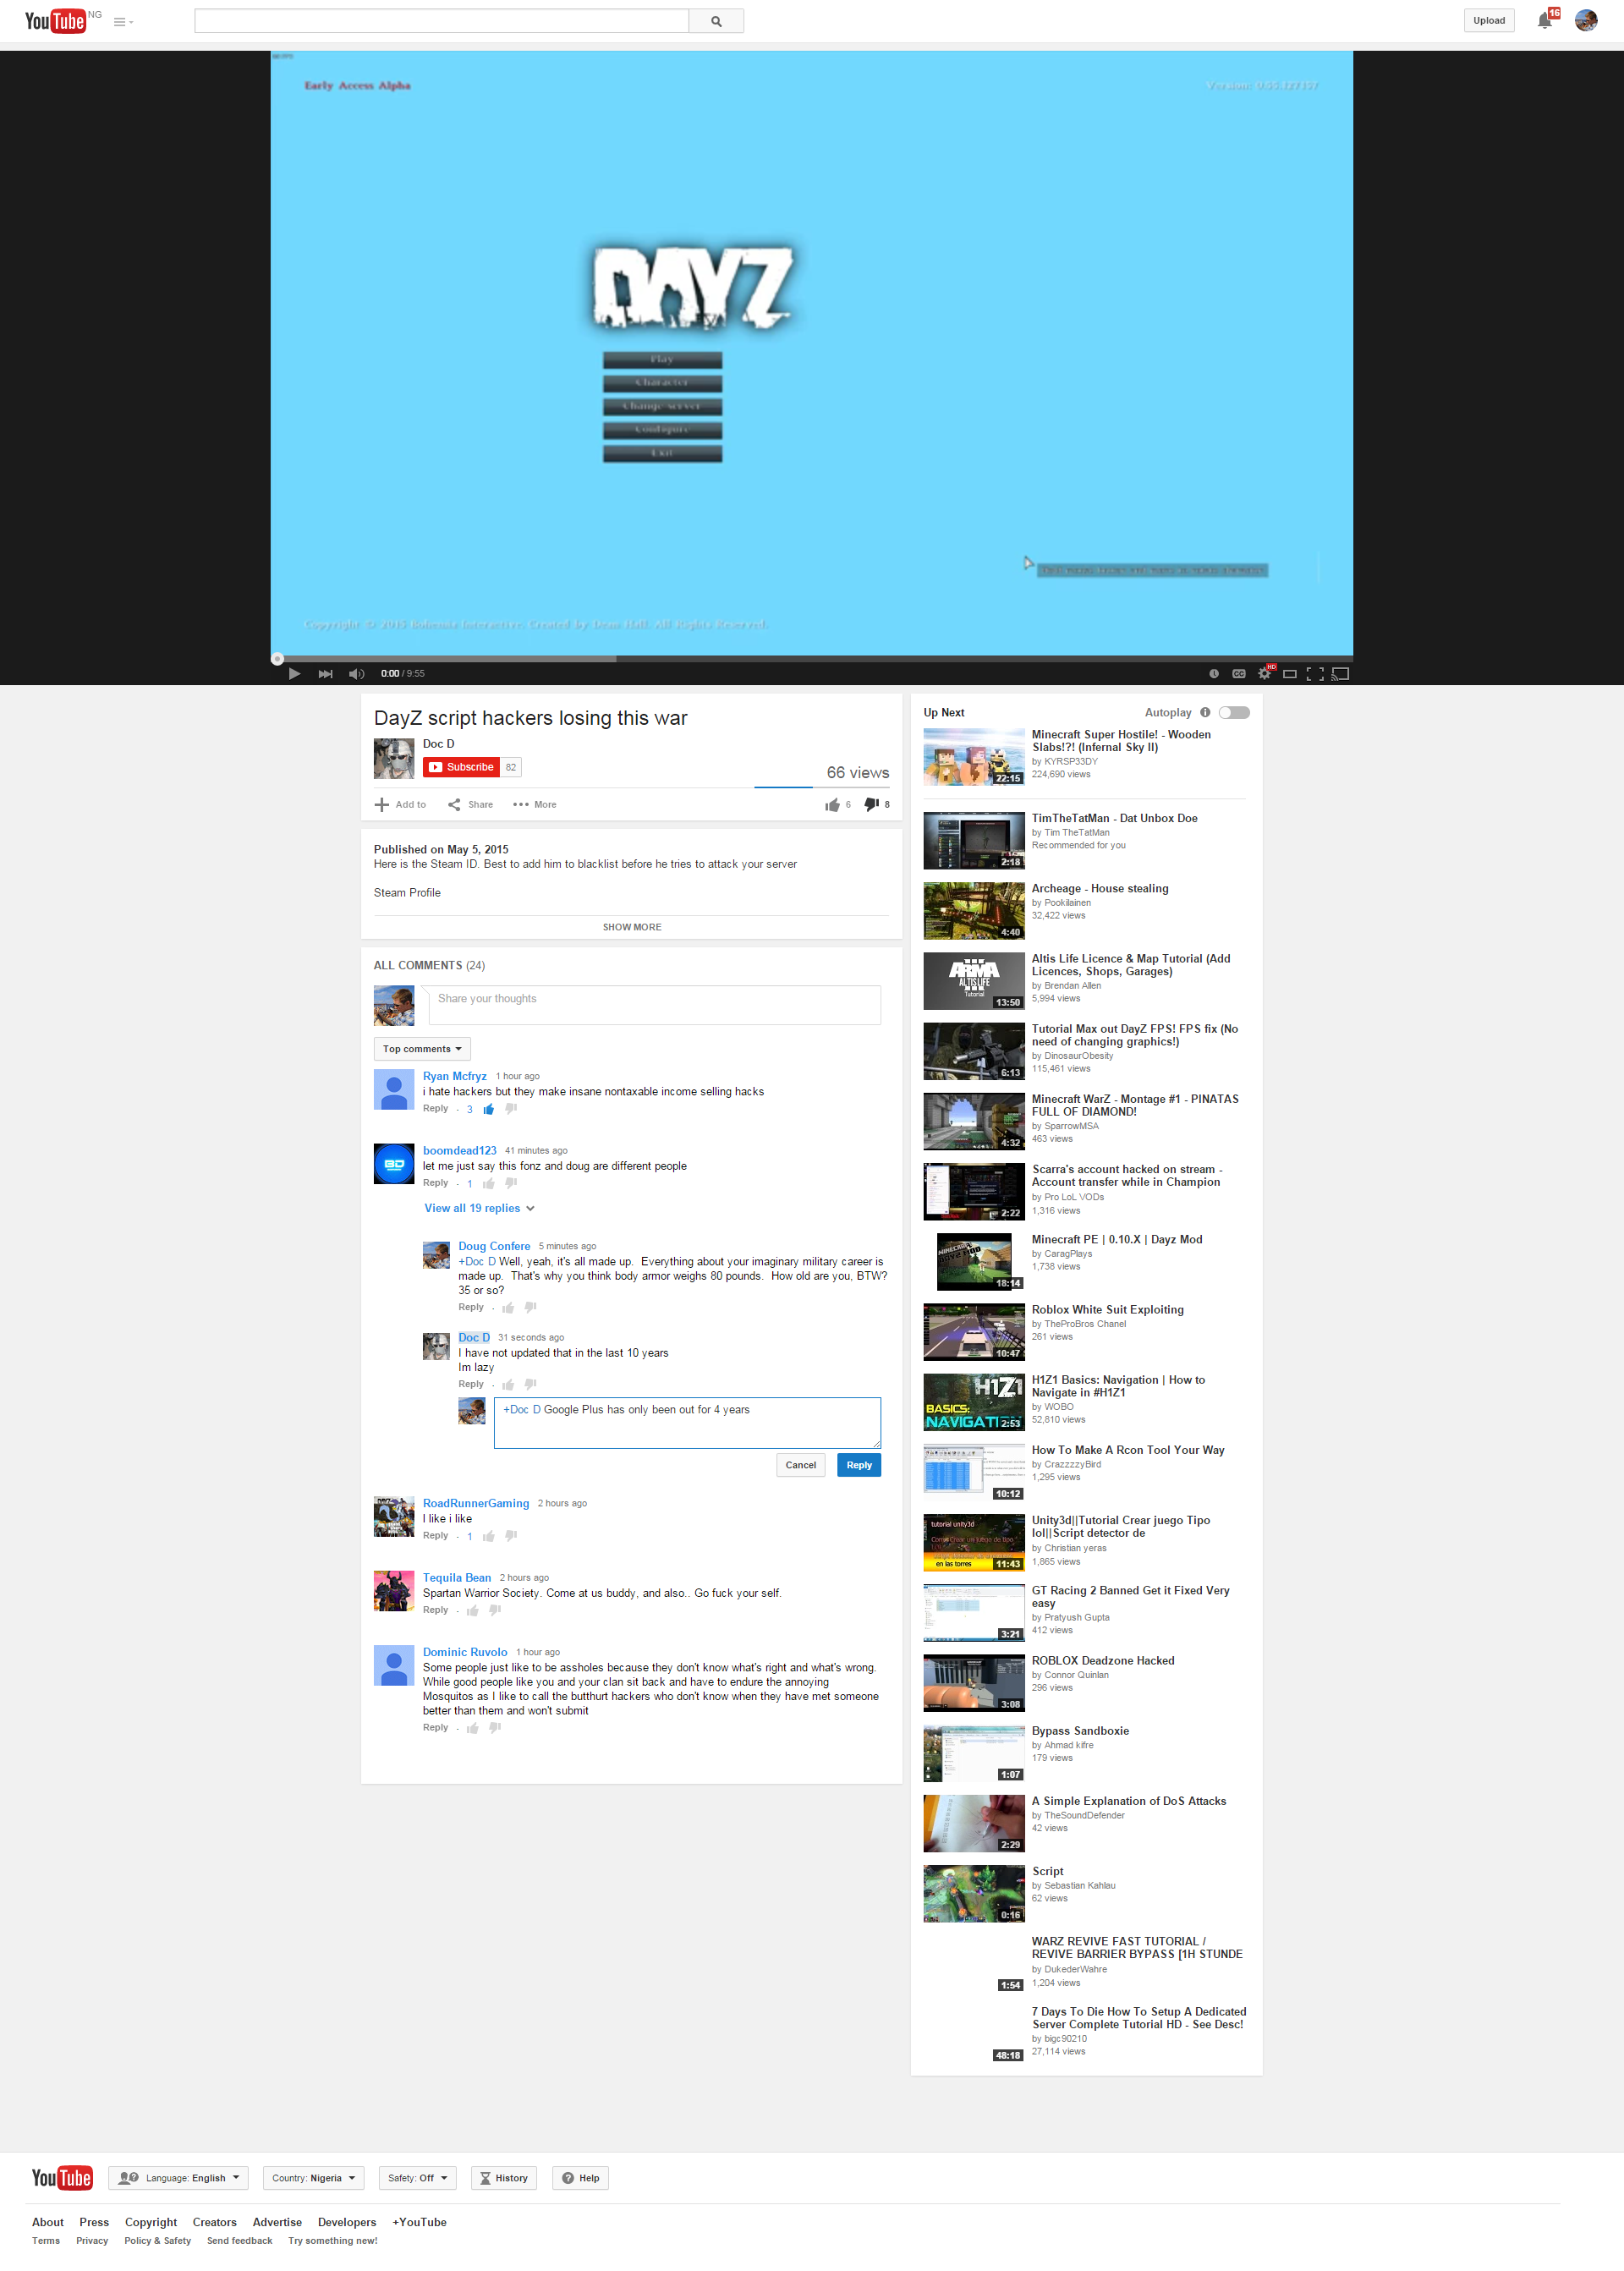 YouTube NG
Upload
16
Early Access Alpha
Version: 0.55.127357
DAYZ
Play
Character
Change server
Configure
Exit
Copyright © 2015 Bohemia Interactive. Created by Dean Hall. All Rights Reserved.
0:00 / 9:55
CC
HD
DayZ script hackers losing this war
Doc D
Subscribe 82
66 views
Add to Share More 6 8
Published on May 5, 2015
Here is the Steam ID. Best to add him to blacklist before he tries to attack your server
Steam Profile
SHOW MORE
ALL COMMENTS (24)
Share your thoughts
Top comments
Ryan Mcfryz 1 hour ago
i hate hackers but they make insane nontaxable income selling hacks
Reply · 3
boomdead123 41 minutes ago
BD
let me just say this fonz and doug are different people
Reply · 1
View all 19 replies
Doug Confere 5 minutes ago
+Doc D Well, yeah, it's all made up. Everything about your imaginary military career is
made up. That's why you think body armor weighs 80 pounds. How old are you, BTW?
35 or so?
Reply ·
Doc D 31 seconds ago
I have not updated that in the last 10 years
Im lazy
Reply ·
+Doc D Google Plus has only been out for 4 years
Cancel Reply
RoadRunnerGaming 2 hours ago
I like i like
Reply · 1
Tequila Bean 2 hours ago
Spartan Warrior Society. Come at us buddy, and also.. Go fuck your self.
Reply ·
Dominic Ruvolo 1 hour ago
Some people just like to be assholes because they don't know what's right and what's wrong.
While good people like you and your clan sit back and have to endure the annoying
Mosquitos as I like to call the butthurt hackers who don't know when they have met someone
better than them and won't submit
Reply ·
Up Next
Autoplay
Minecraft Super Hostile! - Wooden
Slabs!?! (Infernal Sky II)
by KYRSP33DY
224,690 views
22:15
TimTheTatMan - Dat Unbox Doe
by Tim TheTatMan
Recommended for you
2:18
Archeage - House stealing
by Pookilainen
32,422 views
4:40
Altis Life Licence & Map Tutorial (Add
Licences, Shops, Garages)
by Brendan Allen
5,994 views
ARMA III
ALTIS LIFE
Tutorial
13:50
Tutorial Max out DayZ FPS! FPS fix (No
need of changing graphics!)
by DinosaurObesity
115,461 views
6:13
Minecraft WarZ - Montage #1 - PINATAS
FULL OF DIAMOND!
by SparrowMSA
463 views
4:32
Scarra's account hacked on stream -
Account transfer while in Champion
by Pro LoL VODs
1,316 views
2:22
Minecraft PE | 0.10.X | Dayz Mod
by CaragPlays
1,738 views
18:14
Roblox White Suit Exploiting
by TheProBros Chanel
261 views
10:47
H1Z1 Basics: Navigation | How to
Navigate in #H1Z1
by WOBO
52,810 views
H1Z1
BASICS:
NAVIGATI
2:53
How To Make A Rcon Tool Your Way
by CrazzzzyBird
1,295 views
10:12
Unity3d||Tutorial Crear juego Tipo
lol||Script detector de
by Christian yeras
1,865 views
tutorial unity3d
en las torres
11:43
GT Racing 2 Banned Get it Fixed Very
easy
by Pratyush Gupta
412 views
3:21
ROBLOX Deadzone Hacked
by Connor Quinlan
296 views
3:08
Bypass Sandboxie
by Ahmad kifre
179 views
1:07
A Simple Explanation of DoS Attacks
by TheSoundDefender
42 views
2:29
Script
by Sebastian Kahlau
62 views
0:16
WARZ REVIVE FAST TUTORIAL /
REVIVE BARRIER BYPASS [1H STUNDE
by DukederWahre
1,204 views
1:54
7 Days To Die How To Setup A Dedicated
Server Complete Tutorial HD - See Desc!
by bigc90210
27,114 views
48:18
YouTube
Language: English Country: Nigeria Safety: Off History Help
About Press Copyright Creators Advertise Developers +YouTube
Terms Privacy Policy & Safety Send feedback Try something new!